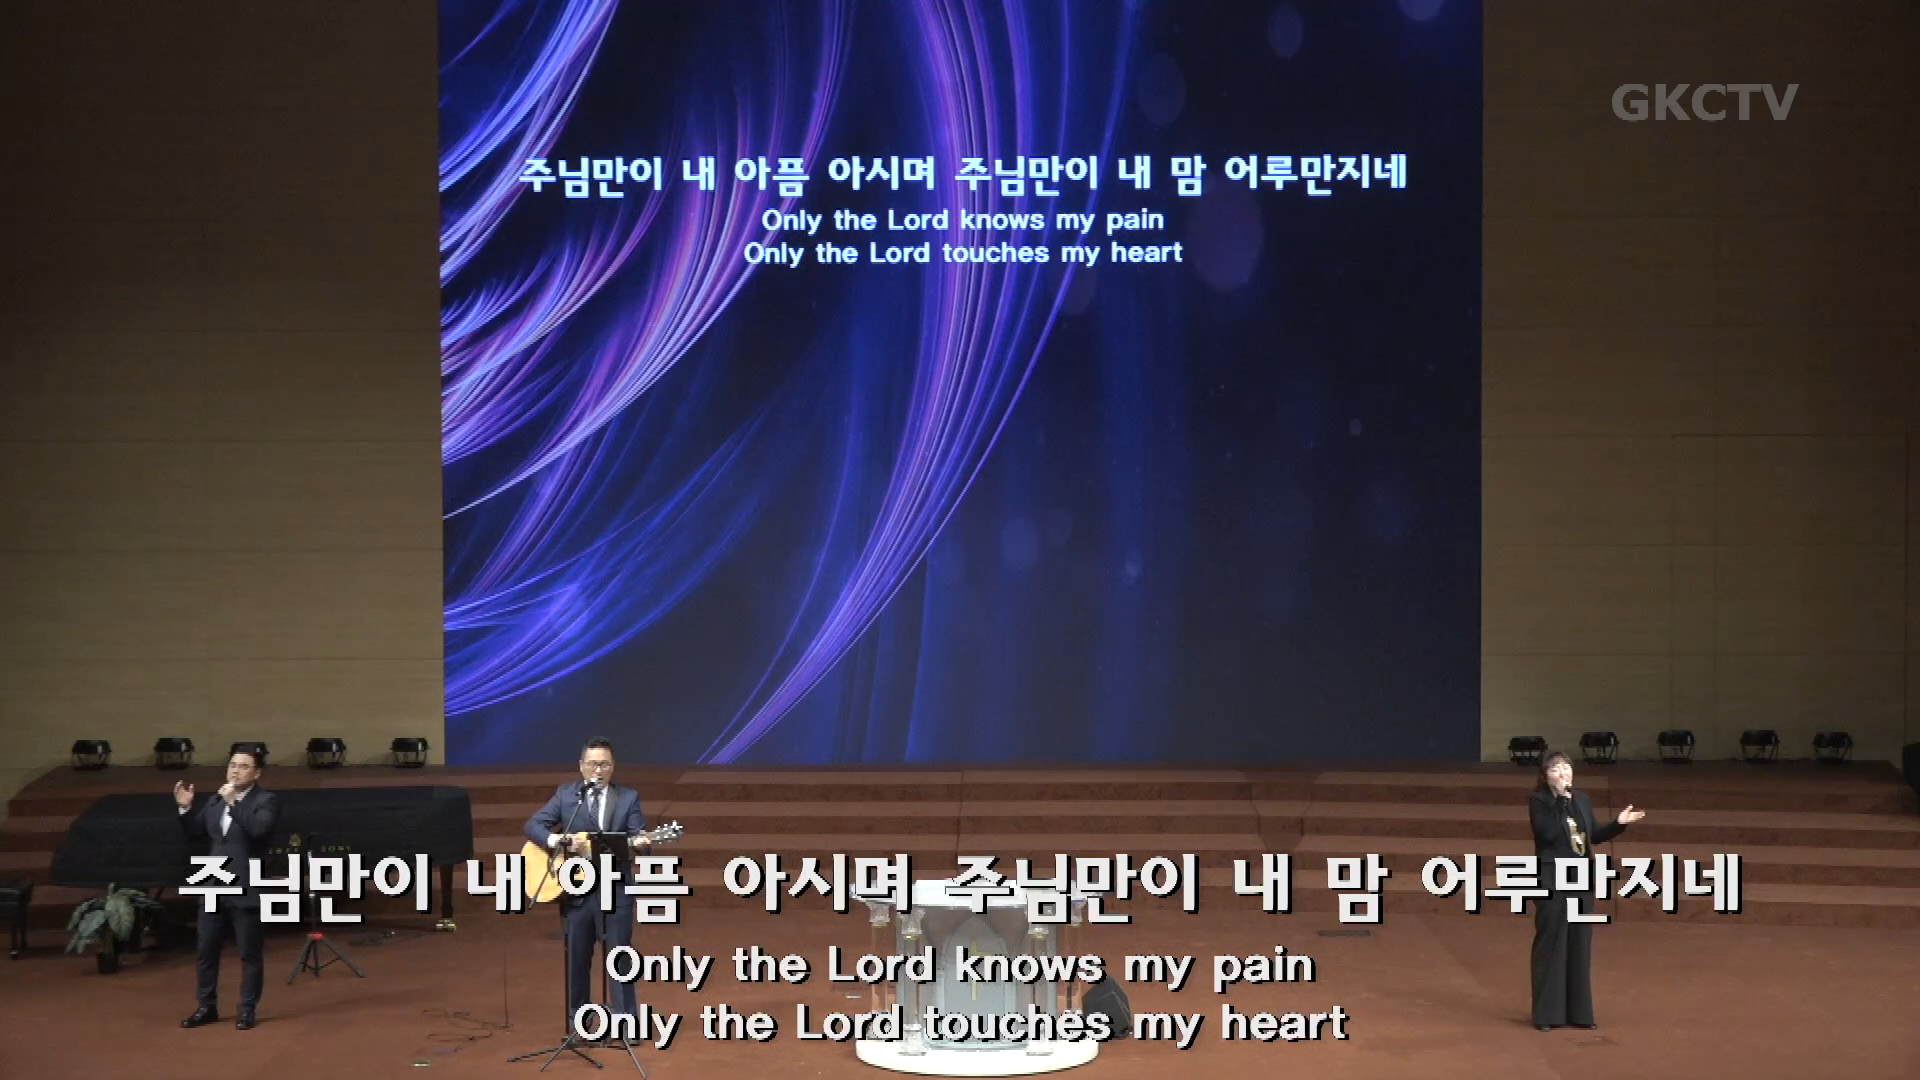 GKCTV
주님만이 내 아픔 아시며 주님만이 내 맘 어루만지네
Only the Lord knows my pain
Only the Lord touches my heart
주님만이 내 아픔 아시며 주님만이 내 맘 어루만지네
Only the Lord knows my pain
Only the Lord touches my heart